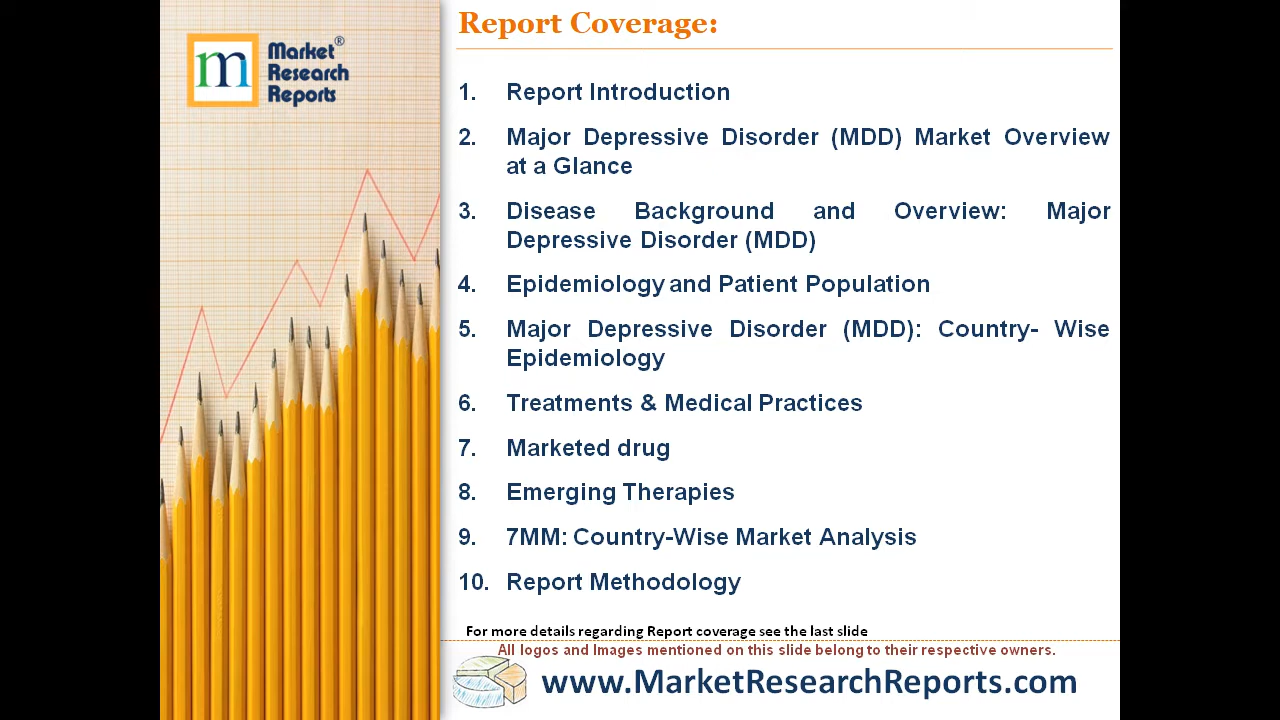 Report Coverage:
m
Market®
Research
Reports
1. Report Introduction
2. Major Depressive Disorder (MDD) Market Overview
at a Glance
3. Disease Background and Overview: Major
Depressive Disorder (MDD)
4. Epidemiology and Patient Population
5. Major Depressive Disorder (MDD): Country- Wise
Epidemiology
6. Treatments & Medical Practices
7. Marketed drug
8. Emerging Therapies
9. 7MM: Country-Wise Market Analysis
10. Report Methodology
For more details regarding Report coverage see the last slide
All logos and Images mentioned on this slide belong to their respective owners.
www.MarketResearchReports.com